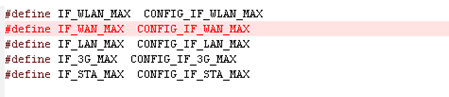 #define IF_WLAN_MAX  CONFIG_IF_WLAN_MAX
#define IF_WAN_MAX  CONFIG_IF_WAN_MAX
#define IF_LAN_MAX  CONFIG_IF_LAN_MAX
#define IF_3G_MAX  CONFIG_IF_3G_MAX
#define IF_STA_MAX  CONFIG_IF_STA_MAX